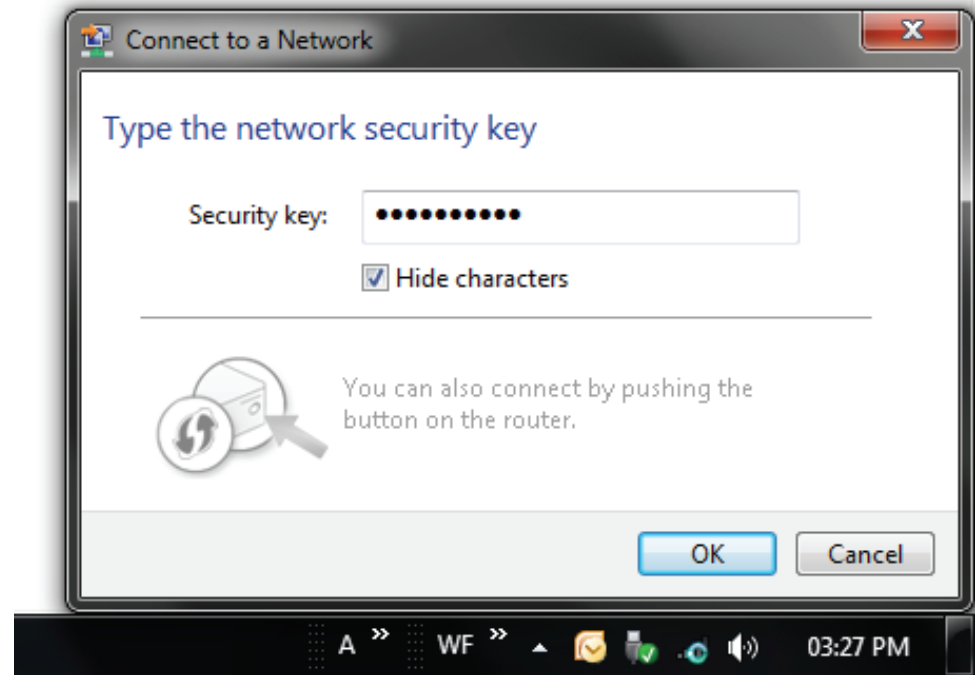 Connect to a Network
Type the network security key
Security key: ••••••••••
Hide characters
You can also connect by pushing the
button on the router.
OK Cancel
A » WF » 03:27 PM